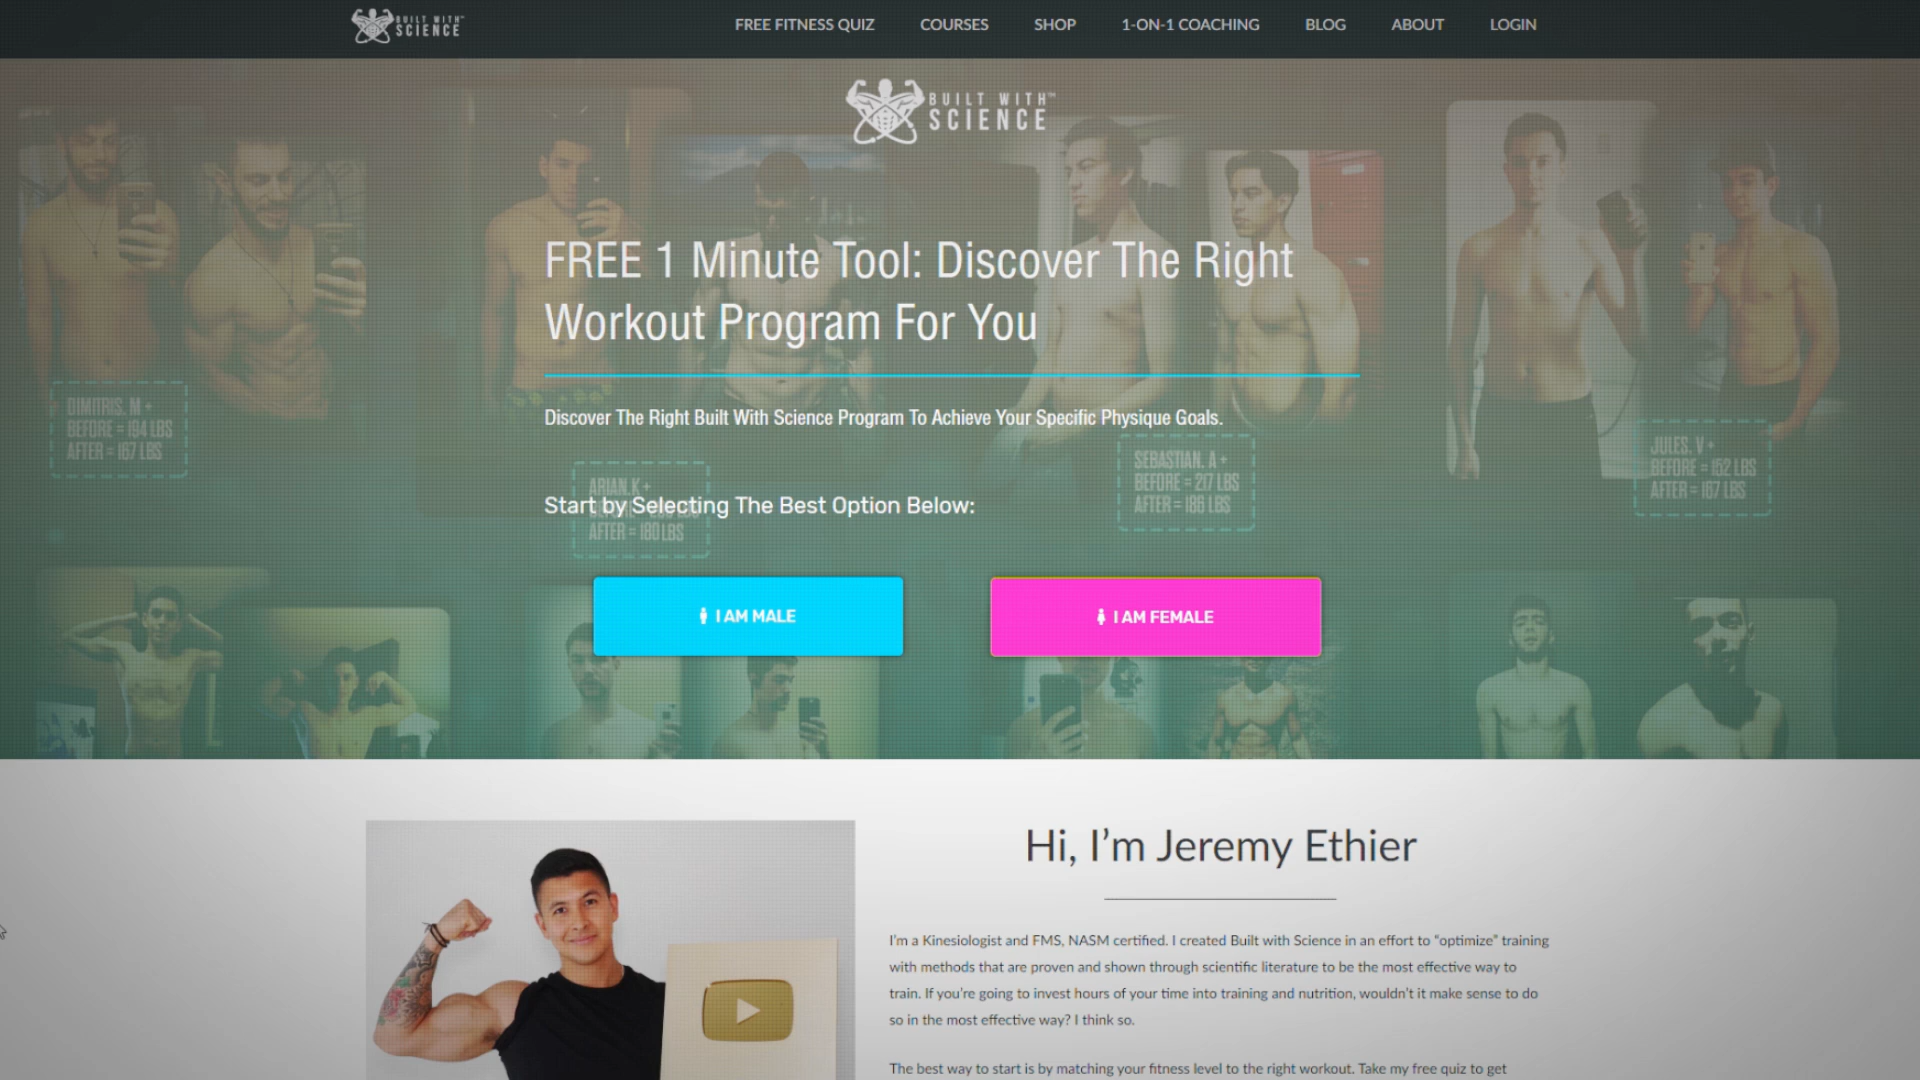 BUILT WITH™
SCIENCE
FREE FITNESS QUIZ
COURSES
SHOP
1-ON-1 COACHING
BLOG
ABOUT
LOGIN
BUILT WITH™
SCIENCE
FREE 1 Minute Tool: Discover The Right
Workout Program For You
Discover The Right Built With Science Program To Achieve Your Specific Physique Goals.
DIMITRIS. M +
BEFORE = 194 LBS
AFTER = 167 LBS
SEBASTIAN. A +
BEFORE = 217 LBS
AFTER = 186 LBS
JULES. V +
BEFORE = 152 LBS
AFTER = 167 LBS
ARIAN.K +
Start by Selecting The Best Option Below:
AFTER = 180 LBS
I AM MALE
I AM FEMALE
Hi, I’m Jeremy Ethier
I’m a Kinesiologist and FMS, NASM certified. I created Built with Science in an effort to “optimize” training
with methods that are proven and shown through scientific literature to be the most effective way to
train. If you’re going to invest hours of your time into training and nutrition, wouldn’t it make sense to do
so in the most effective way? I think so.
The best way to start is by matching your fitness level to the right workout. Take my free quiz to get